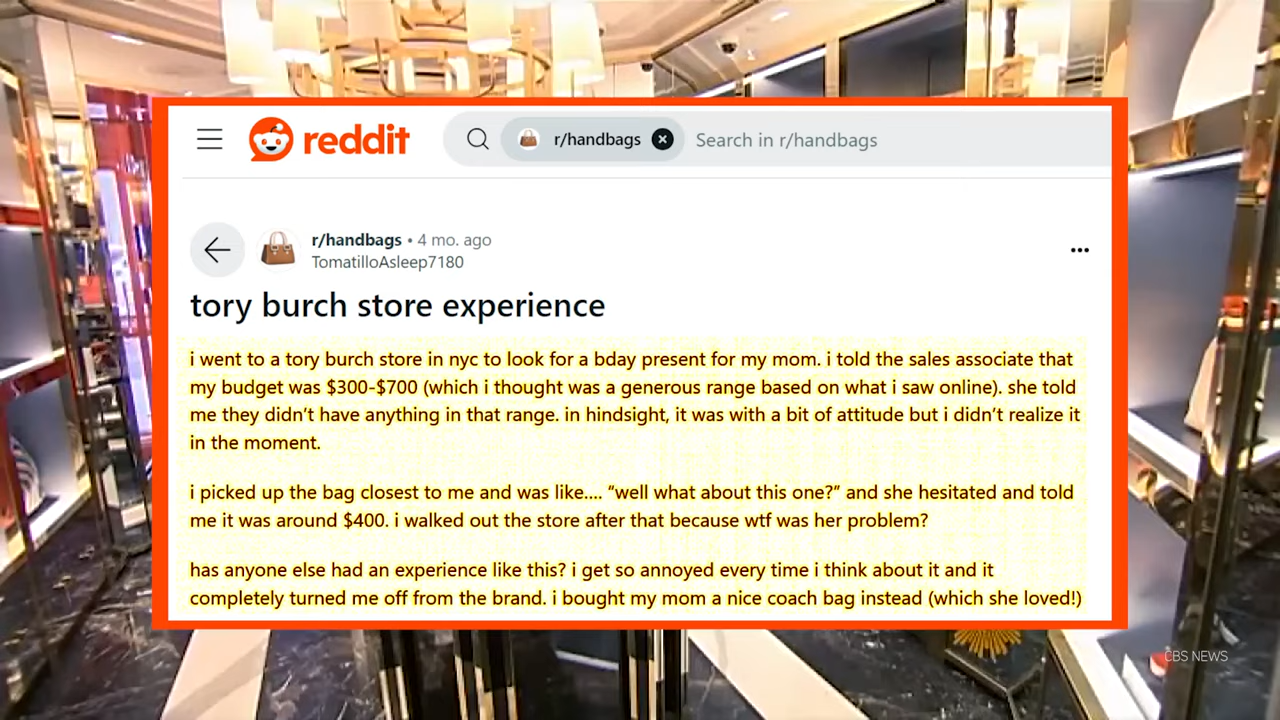 reddit
r/handbags
Search in r/handbags
r/handbags • 4 mo. ago
TomatilloAsleep7180
tory burch store experience
i went to a tory burch store in nyc to look for a bday present for my mom. i told the sales associate that
my budget was $300-$700 (which i thought was a generous range based on what i saw online). she told
me they didn’t have anything in that range. in hindsight, it was with a bit of attitude but i didn’t realize it
in the moment.
i picked up the bag closest to me and was like.... “well what about this one?” and she hesitated and told
me it was around $400. i walked out the store after that because wtf was her problem?
has anyone else had an experience like this? i get so annoyed every time i think about it and it
completely turned me off from the brand. i bought my mom a nice coach bag instead (which she loved!)
CBS NEWS